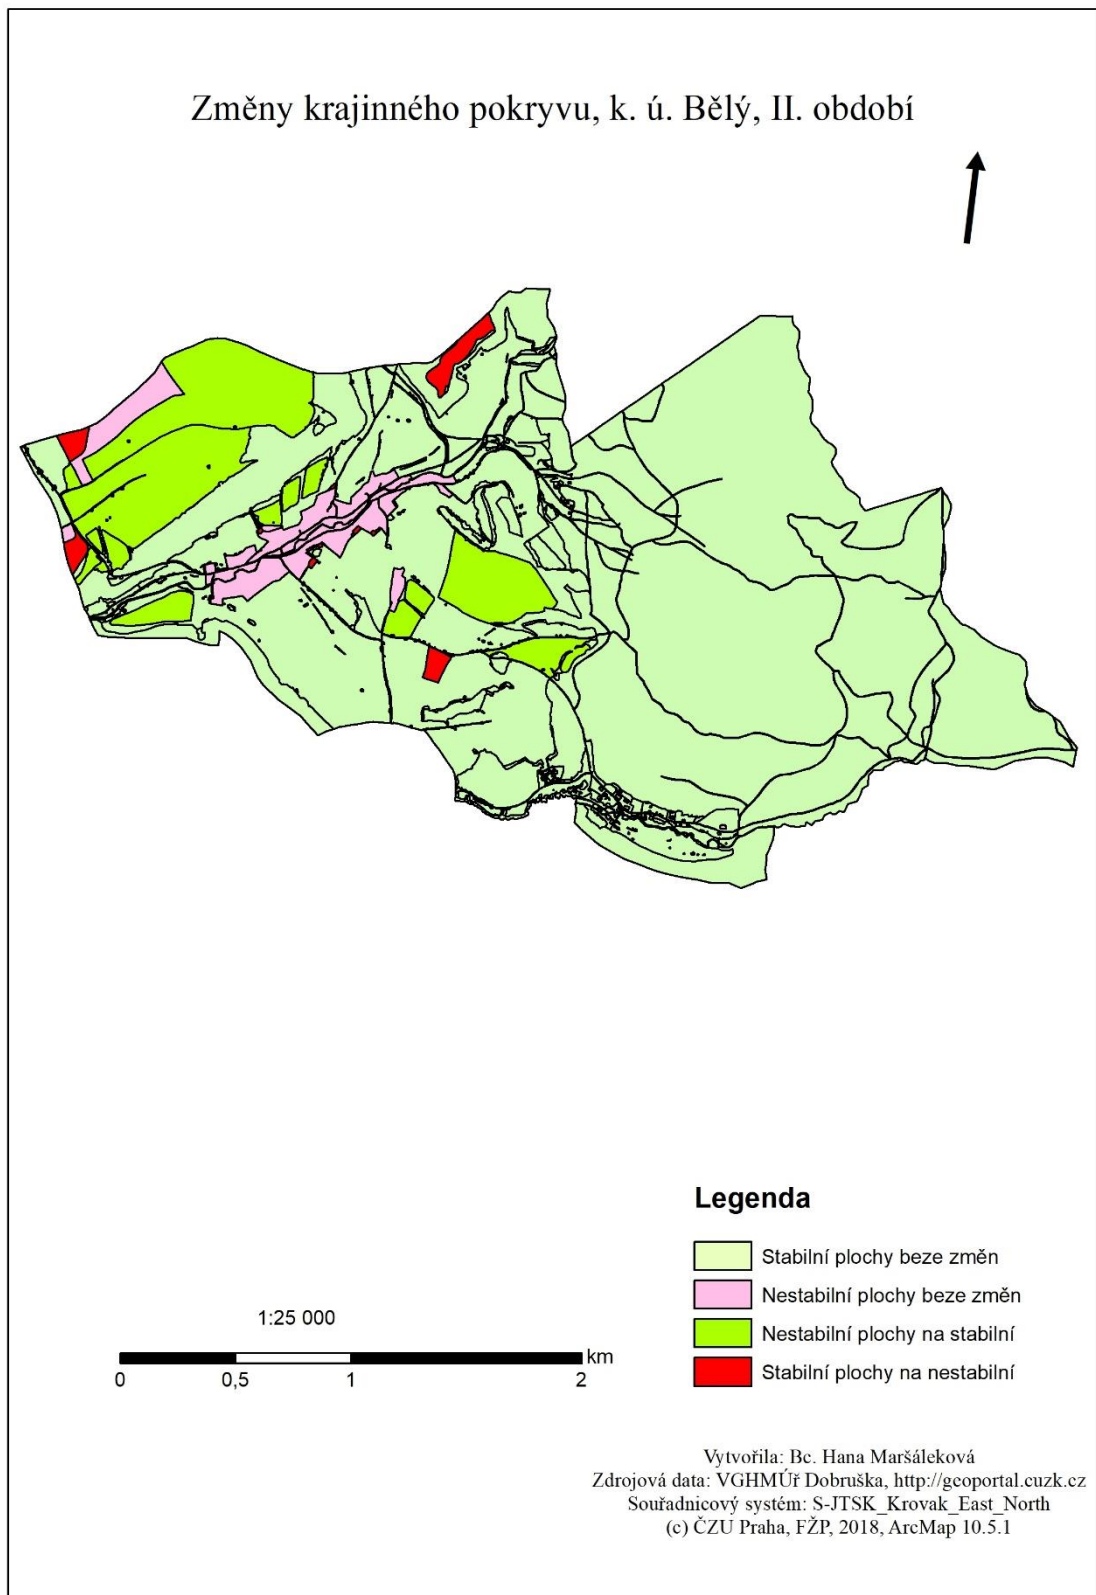 Změny krajinného pokryvu, k. ú. Bělý, II. období
Legenda
Stabilní plochy beze změn
Nestabilní plochy beze změn
Nestabilní plochy na stabilní
Stabilní plochy na nestabilní
1:25 000
km
0 0,5 1 2
Vytvořila: Bc. Hana Maršáleková
Zdrojová data: VGHMÚř Dobruška, http://geoportal.cuzk.cz
Souřadnicový systém: S-JTSK_Krovak_East_North
(c) ČZU Praha, FŽP, 2018, ArcMap 10.5.1